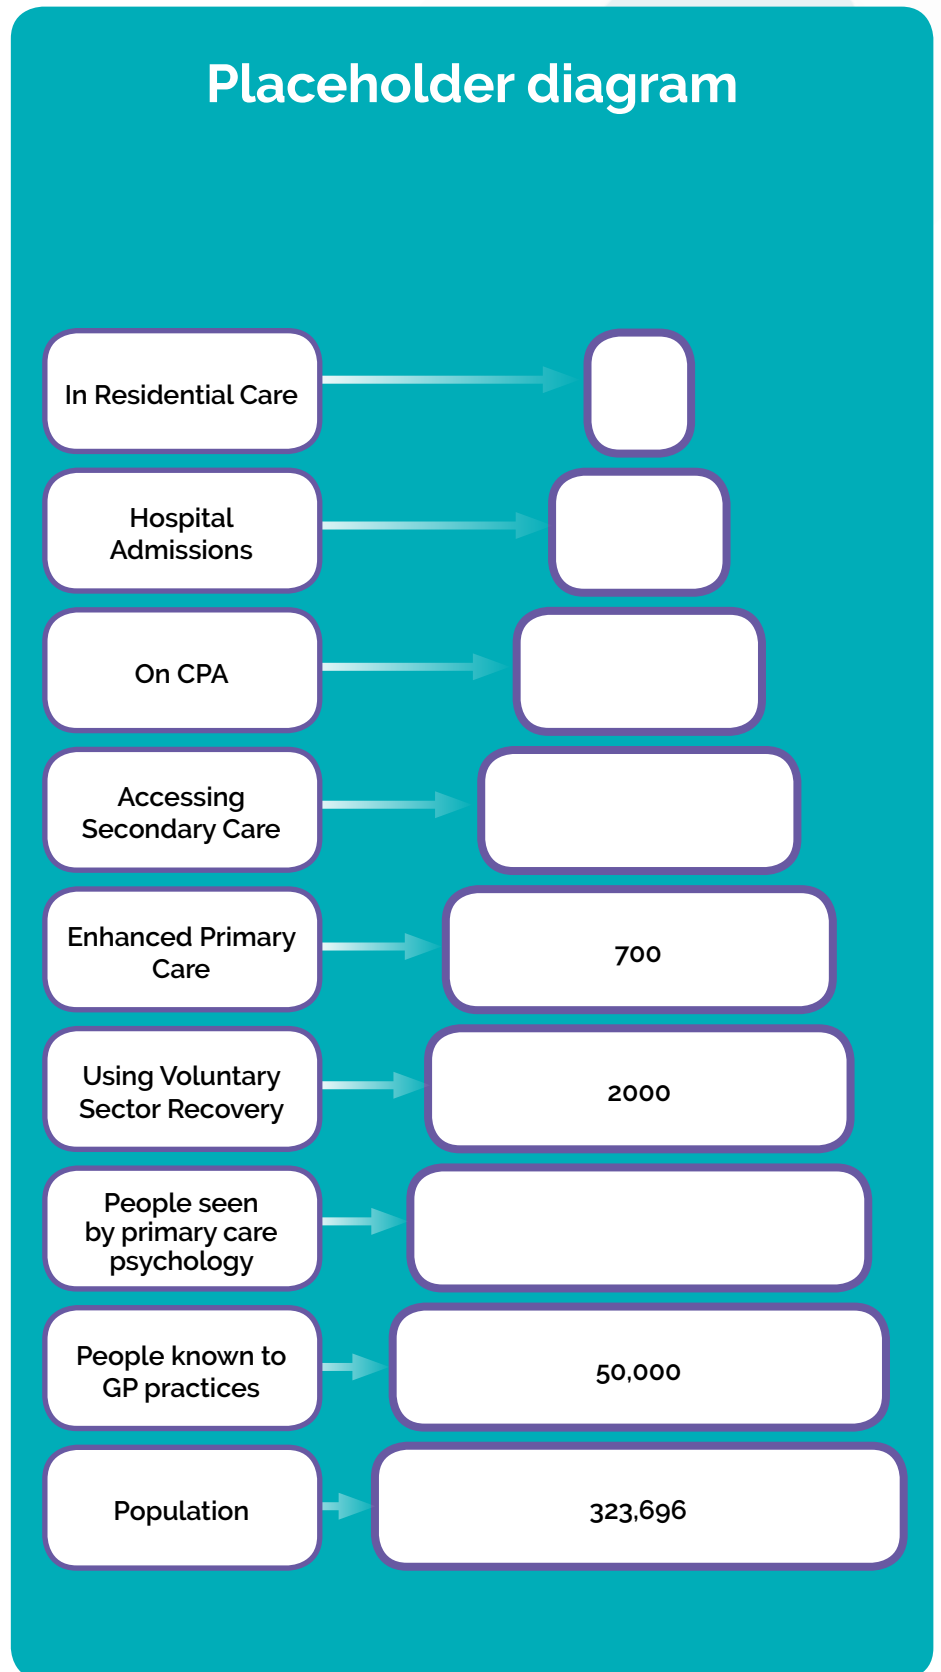 Placeholder diagram
In Residential Care
Hospital
Admissions
On CPA
Accessing
Secondary Care
Enhanced Primary
Care
700
Using Voluntary
Sector Recovery
2000
People seen
by primary care
psychology
People known to
GP practices
50,000
Population
323,696